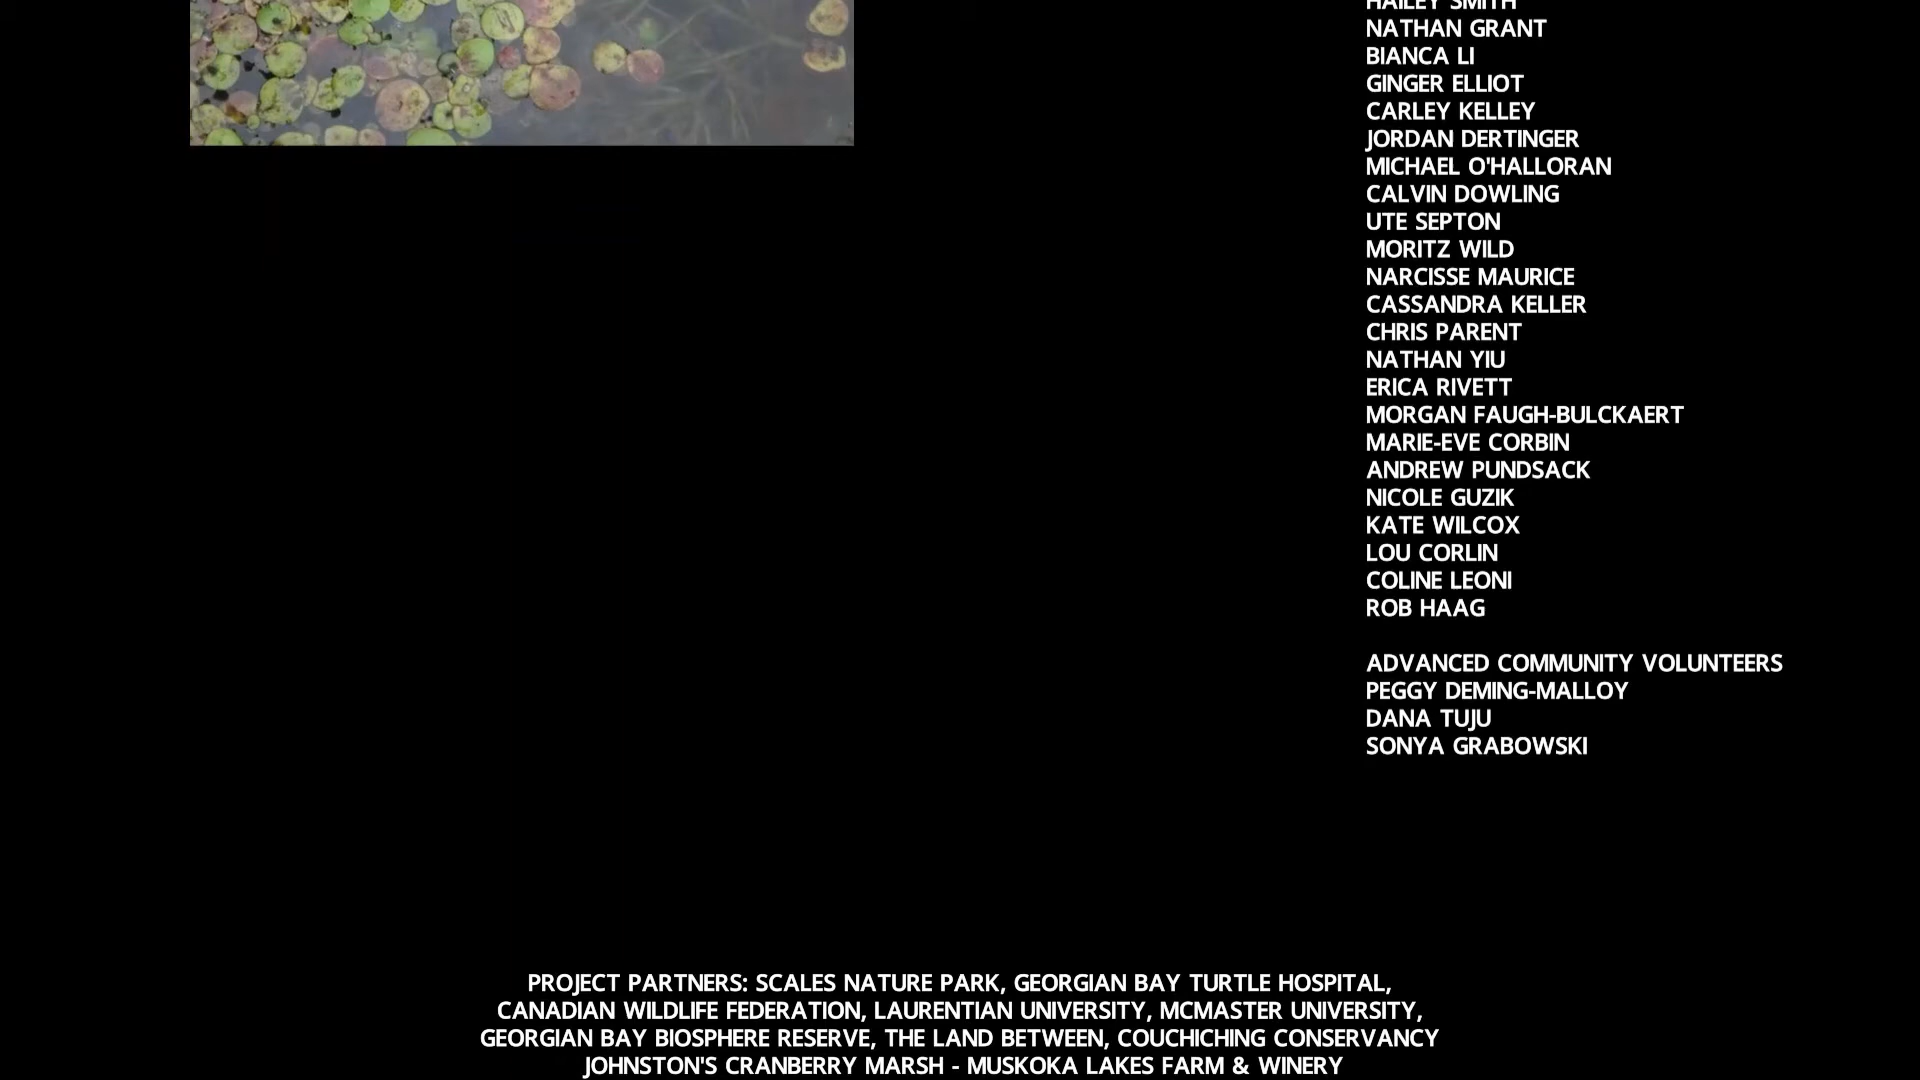 HAILEY SMITH
NATHAN GRANT
BIANCA LI
GINGER ELLIOT
CARLEY KELLEY
JORDAN DERTINGER
MICHAEL O'HALLORAN
CALVIN DOWLING
UTE SEPTON
MORITZ WILD
NARCISSE MAURICE
CASSANDRA KELLER
CHRIS PARENT
NATHAN YIU
ERICA RIVETT
MORGAN FAUGH-BULCKAERT
MARIE-EVE CORBIN
ANDREW PUNDSACK
NICOLE GUZIK
KATE WILCOX
LOU CORLIN
COLINE LEONI
ROB HAAG
ADVANCED COMMUNITY VOLUNTEERS
PEGGY DEMING-MALLOY
DANA TUJU
SONYA GRABOWSKI
PROJECT PARTNERS: SCALES NATURE PARK, GEORGIAN BAY TURTLE HOSPITAL,
CANADIAN WILDLIFE FEDERATION, LAURENTIAN UNIVERSITY, MCMASTER UNIVERSITY,
GEORGIAN BAY BIOSPHERE RESERVE, THE LAND BETWEEN, COUCHICHING CONSERVANCY
JOHNSTON'S CRANBERRY MARSH - MUSKOKA LAKES FARM & WINERY